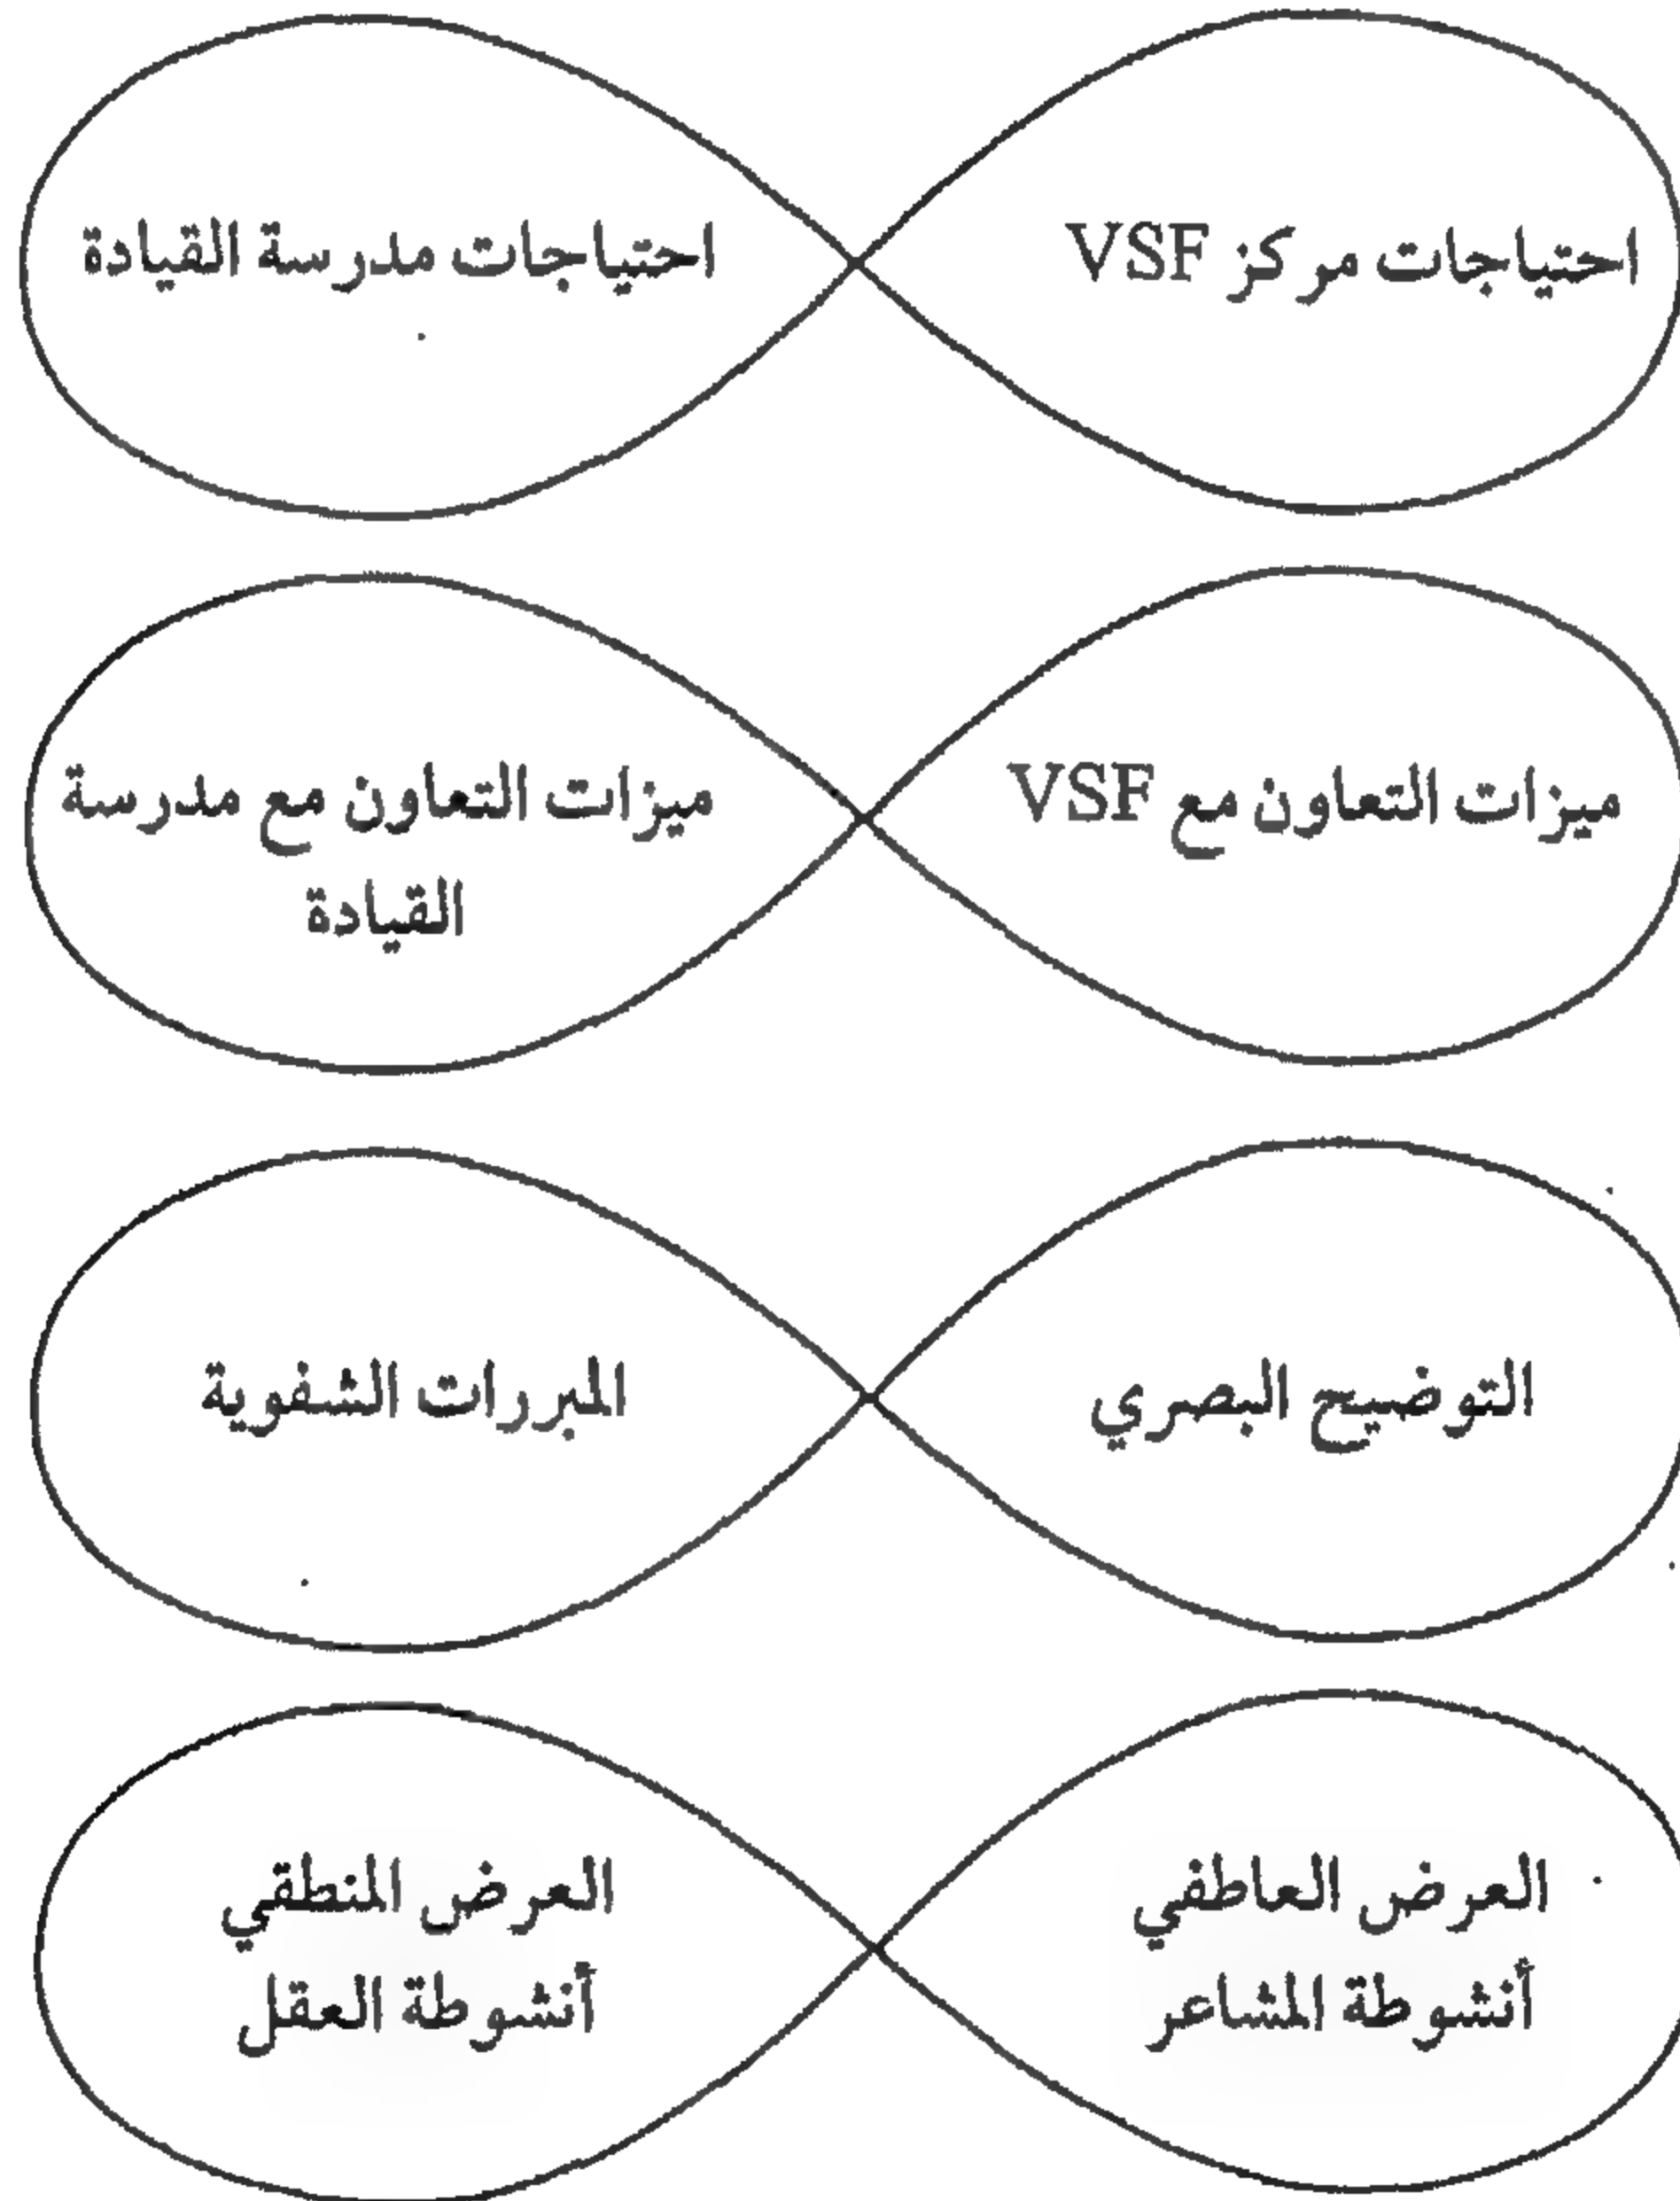 احتياجات مركز VSF
احتياجات مدرسة القيادة
ميزات التعاون مع VSF
ميزات التعاون مع مدرسة
القيادة
التوضيح البصري
المبررات الشفوية
العرض العاطفي
أنشوطة المشاعر
العرض المنطقي
أنشوطة العقل